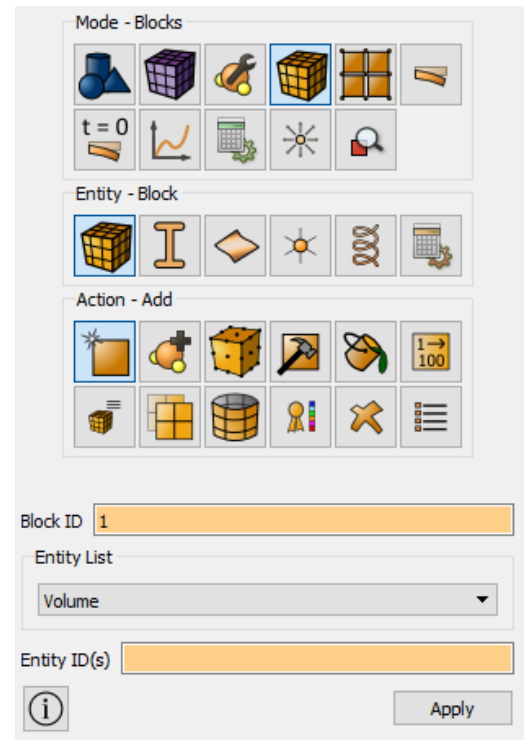 Mode - Blocks
t = 0
Entity - Block
Action - Add
1→
100
Block ID 1
Entity List
Volume
Entity ID(s)
i Apply